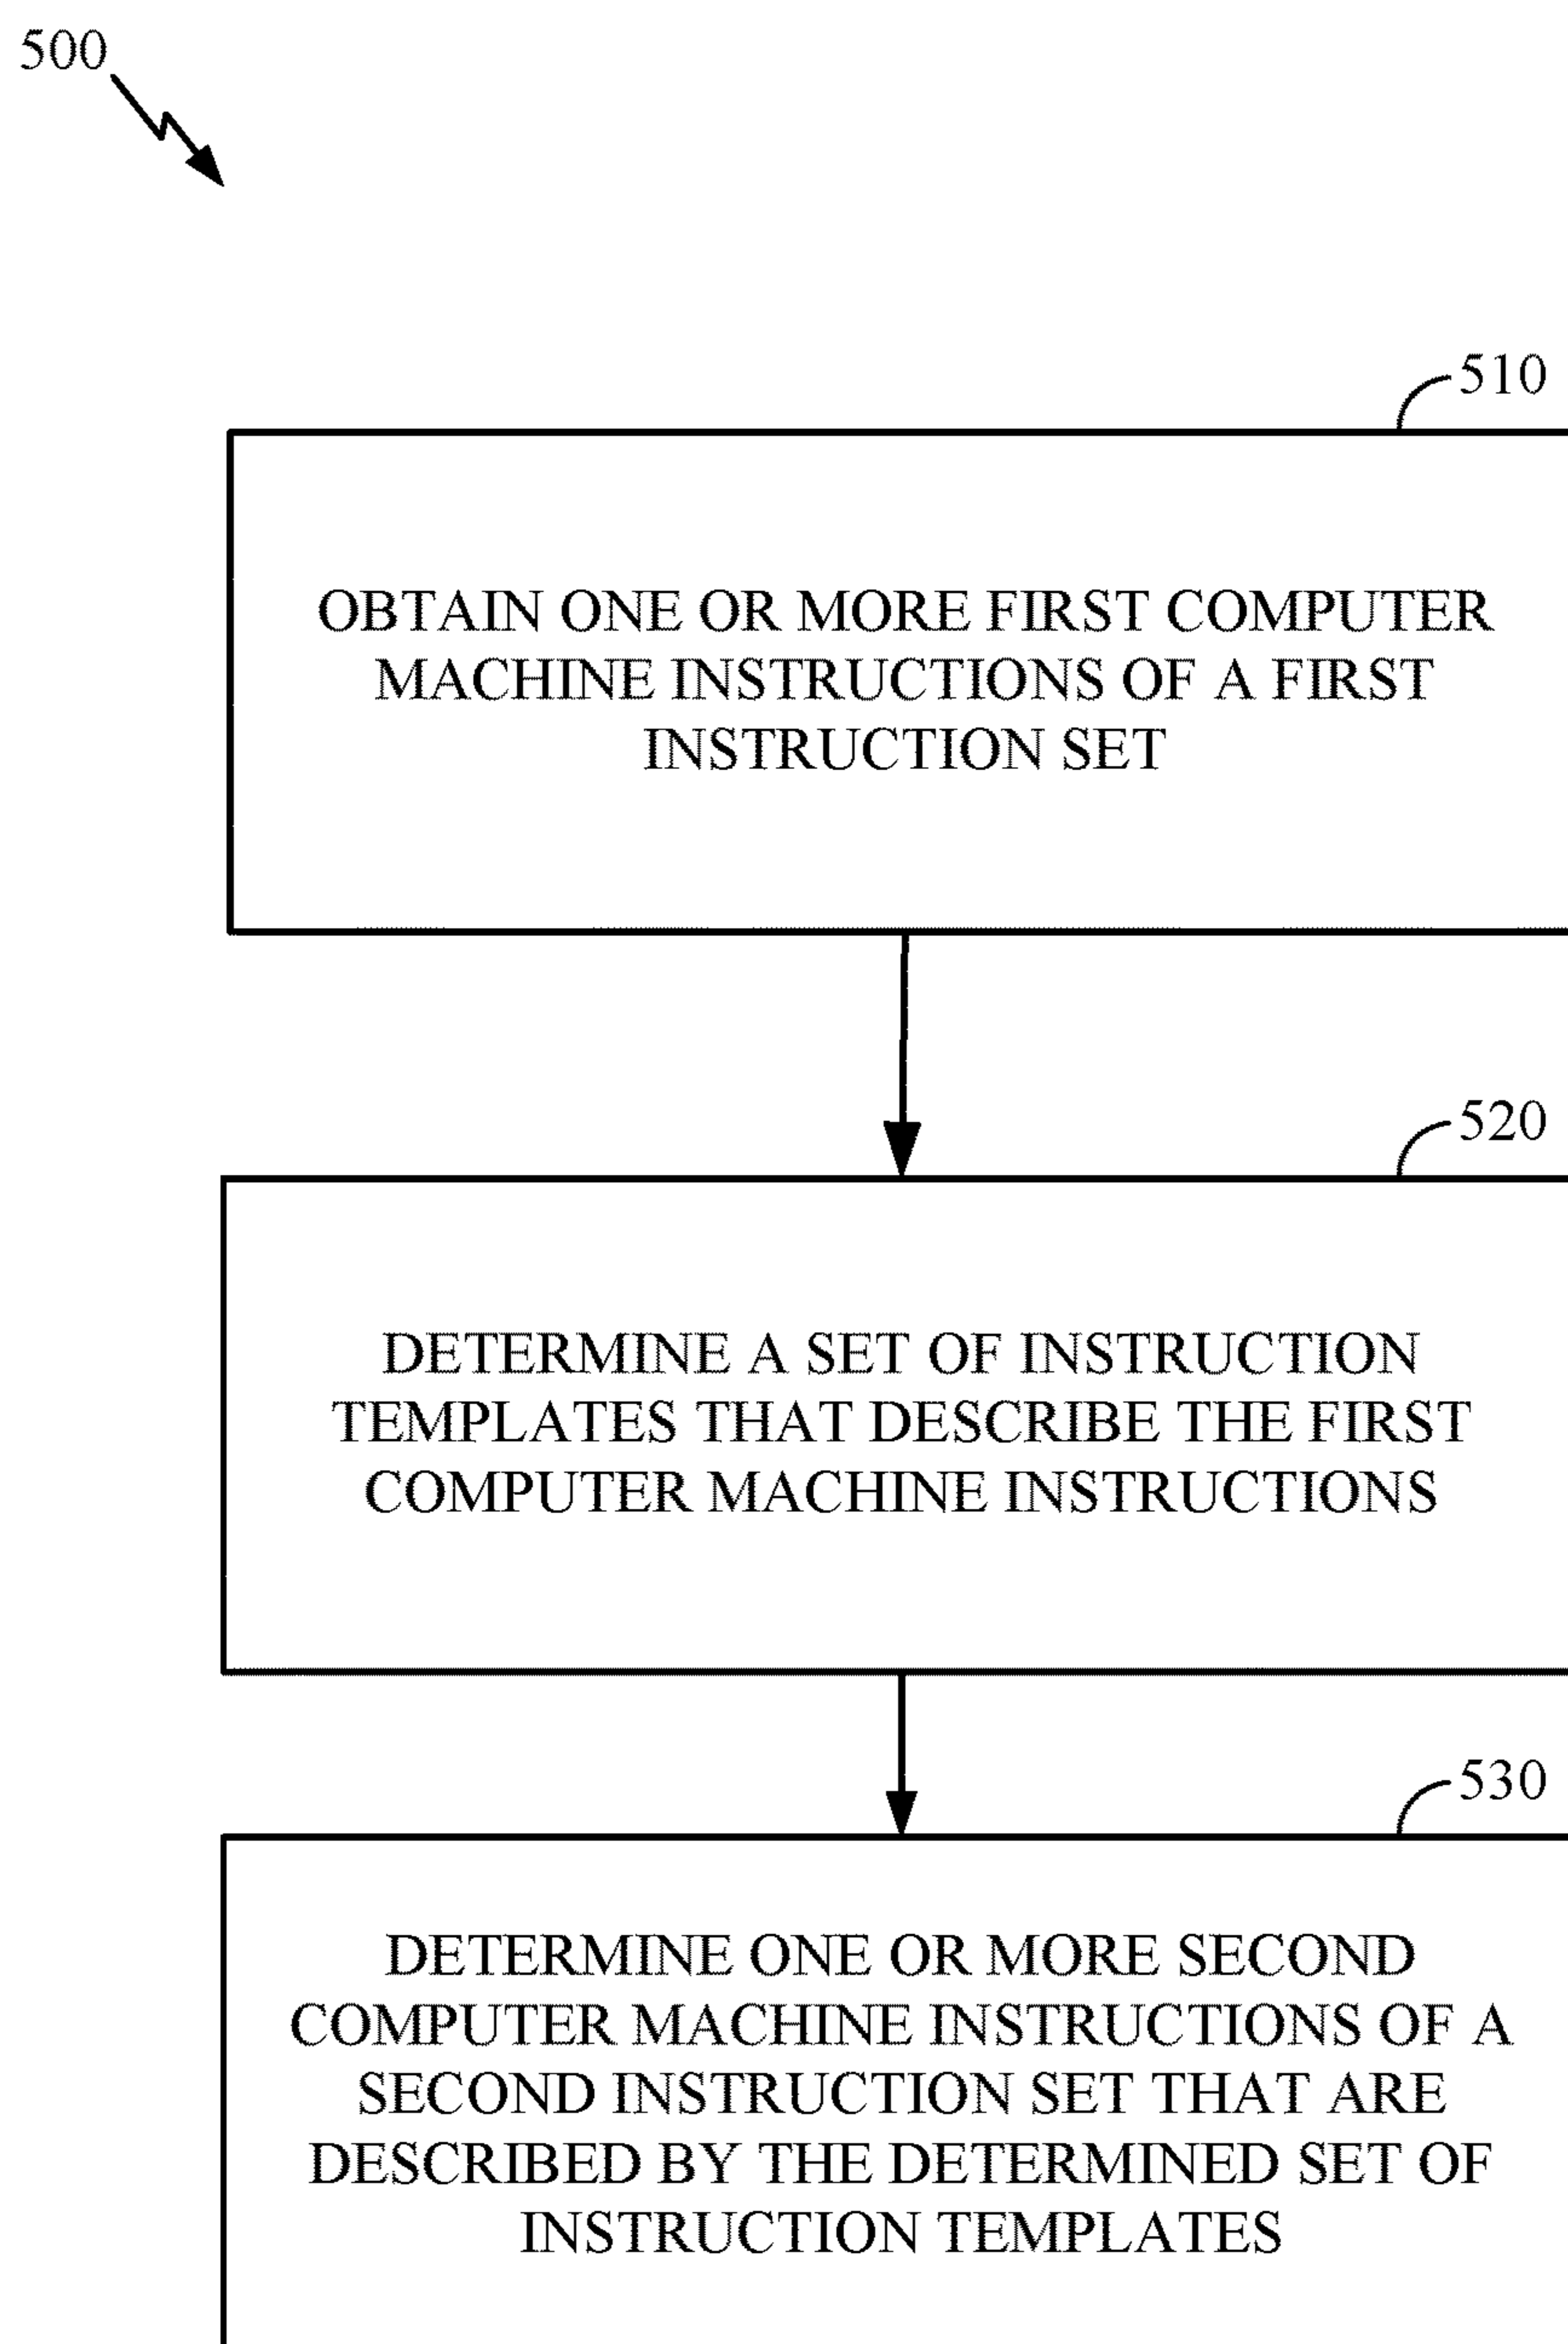 500
510
OBTAIN ONE OR MORE FIRST COMPUTER
MACHINE INSTRUCTIONS OF A FIRST
INSTRUCTION SET
520
DETERMINE A SET OF INSTRUCTION
TEMPLATES THAT DESCRIBE THE FIRST
COMPUTER MACHINE INSTRUCTIONS
530
DETERMINE ONE OR MORE SECOND
COMPUTER MACHINE INSTRUCTIONS OF A
SECOND INSTRUCTION SET THAT ARE
DESCRIBED BY THE DETERMINED SET OF
INSTRUCTION TEMPLATES